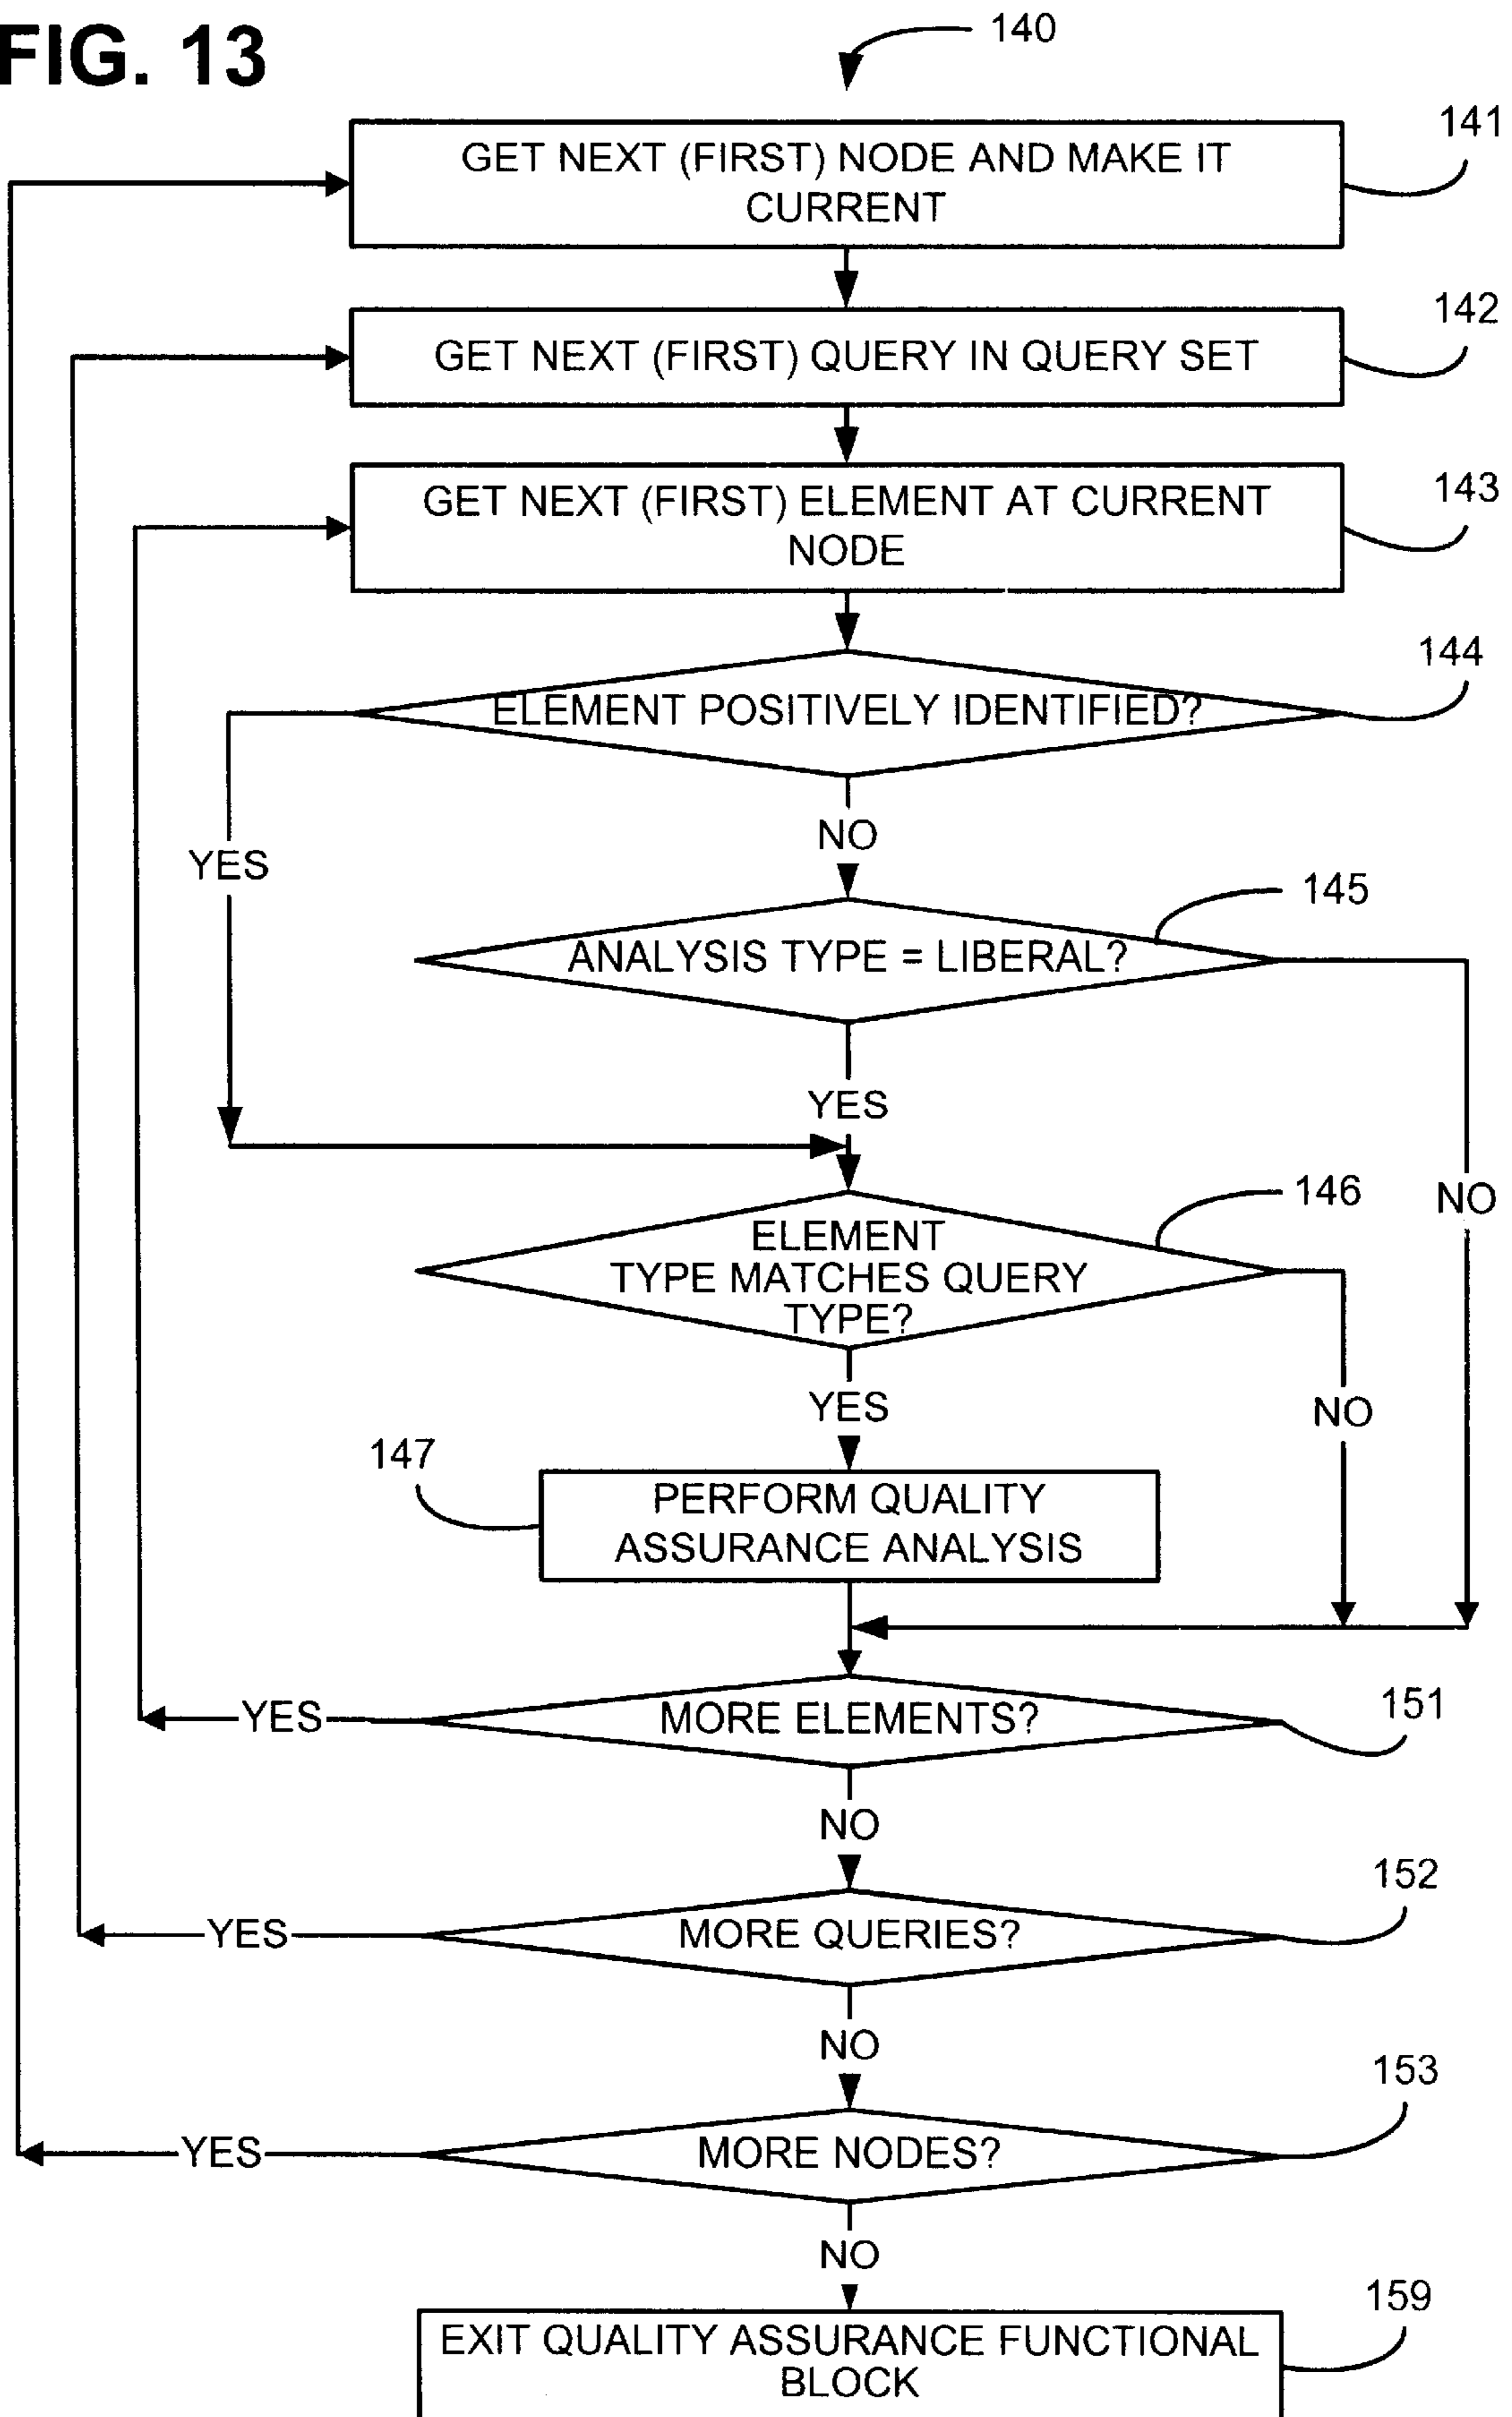 FIG. 13
140
GET NEXT (FIRST) NODE AND MAKE IT
CURRENT
141
GET NEXT (FIRST) QUERY IN QUERY SET
142
GET NEXT (FIRST) ELEMENT AT CURRENT
NODE
143
ELEMENT POSITIVELY IDENTIFIED?
144
NO
YES
145
ANALYSIS TYPE = LIBERAL?
YES
NO
146
ELEMENT
TYPE MATCHES QUERY
TYPE?
YES
NO
147
PERFORM QUALITY
ASSURANCE ANALYSIS
YES
MORE ELEMENTS?
151
NO
152
YES
MORE QUERIES?
NO
153
YES
MORE NODES?
NO
159
EXIT QUALITY ASSURANCE FUNCTIONAL
BLOCK